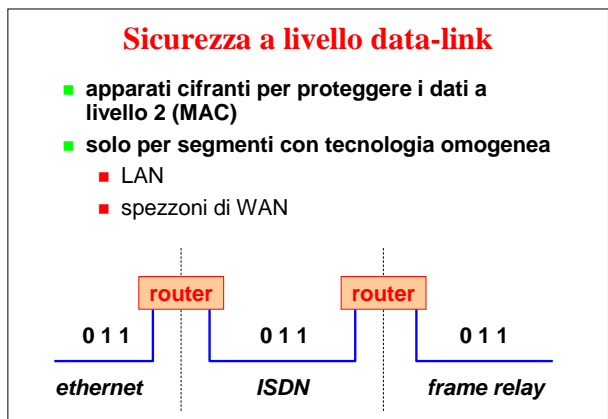 Sicurezza a livello data-link
apparati cifranti per proteggere i dati a
livello 2 (MAC)
solo per segmenti con tecnologia omogenea
LAN
spezzoni di WAN
router router
0 1 1 0 1 1 0 1 1
ethernet ISDN frame relay